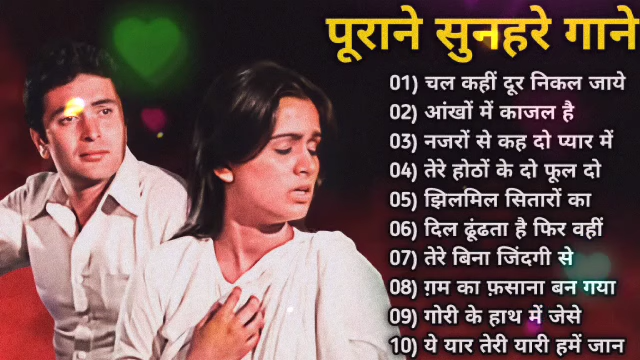 पूराने सुनहरे गाने
01) चल कहीं दूर निकल जाये
02) आंखों में काजल है
03) नजरों से कह दो प्यार में
04) तेरे होठों के दो फूल दो
05) झिलमिल सितारों का
06) दिल ढूंढता है फिर वहीं
07) तेरे बिना जिंदगी से
08) ग़म का फ़साना बन गया
09) गोरी के हाथ में जेसे
10) ये यार तेरी यारी हमें जान